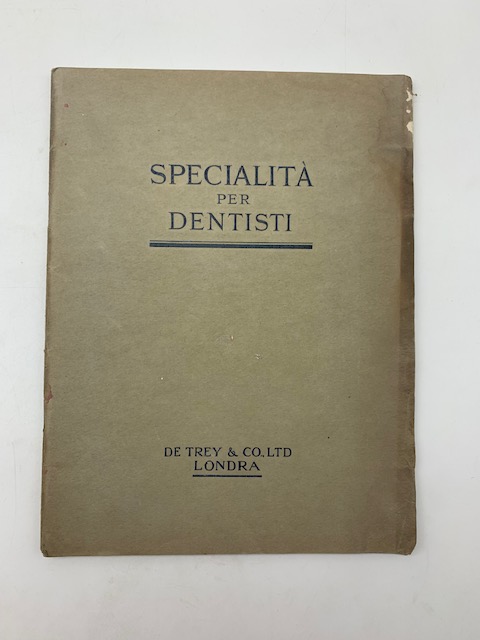 SPECIALITÀ
PER
DENTISTI
DE TREY & CO. LTD
LONDRA